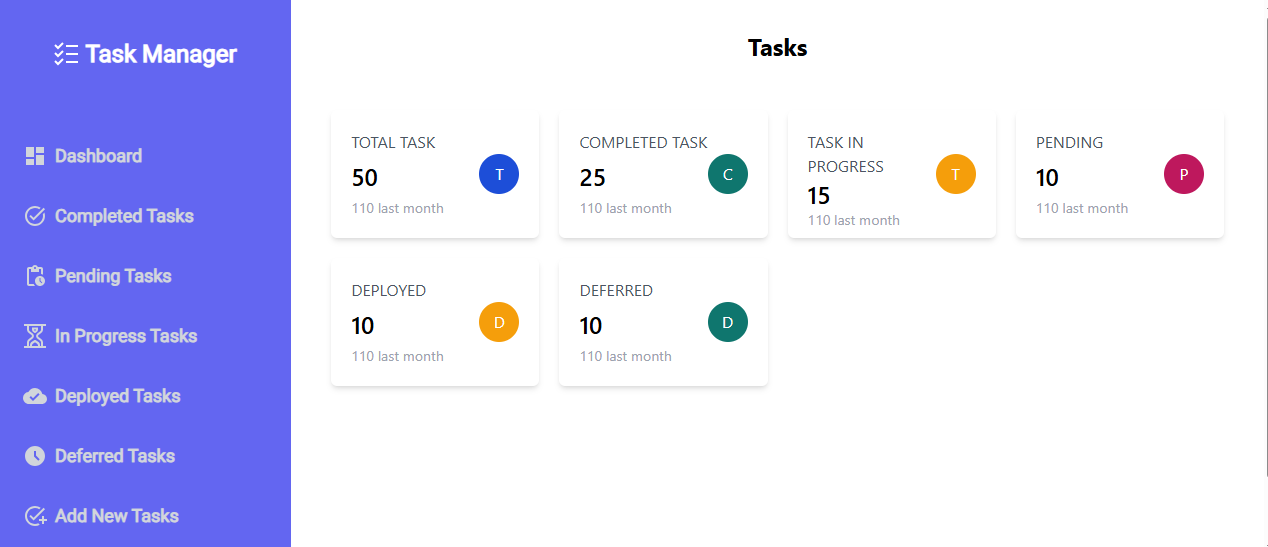 Task Manager
Dashboard
Completed Tasks
Pending Tasks
In Progress Tasks
Deployed Tasks
Deferred Tasks
Add New Tasks
Tasks
TOTAL TASK
50
110 last month
T
COMPLETED TASK
25
110 last month
C
TASK IN
PROGRESS
15
110 last month
T
PENDING
10
110 last month
P
DEPLOYED
10
110 last month
D
DEFERRED
10
110 last month
D